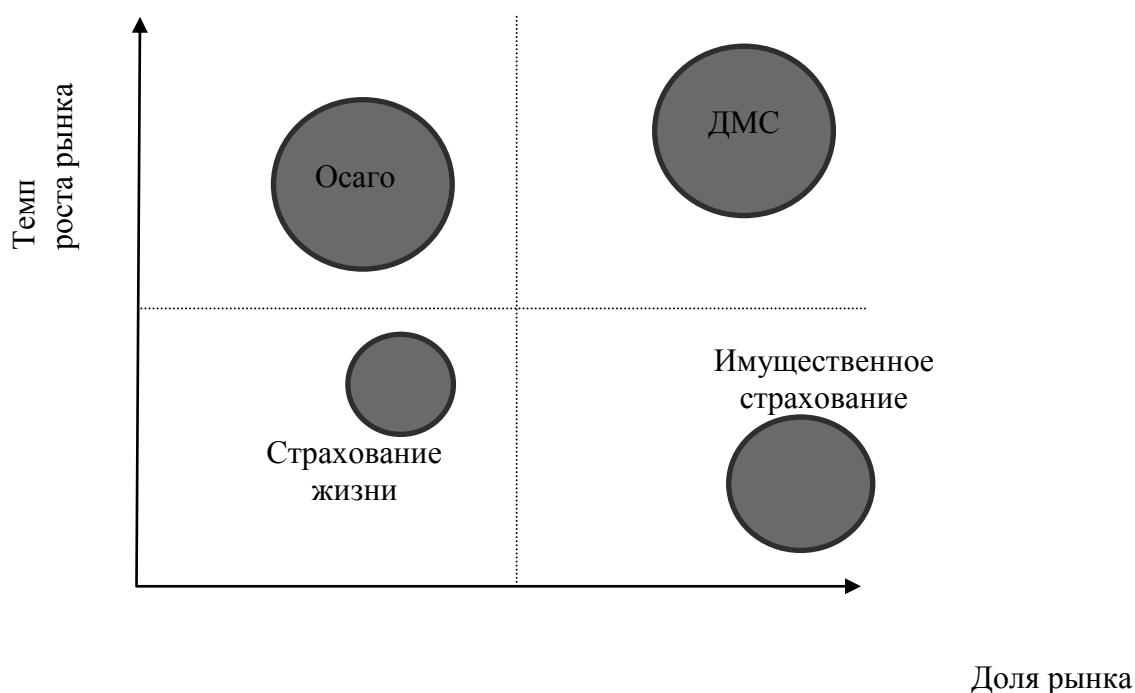 Темп
роста рынка
Осаго
ДМС
Страхование
жизни
Имущественное
страхование
Доля рынка